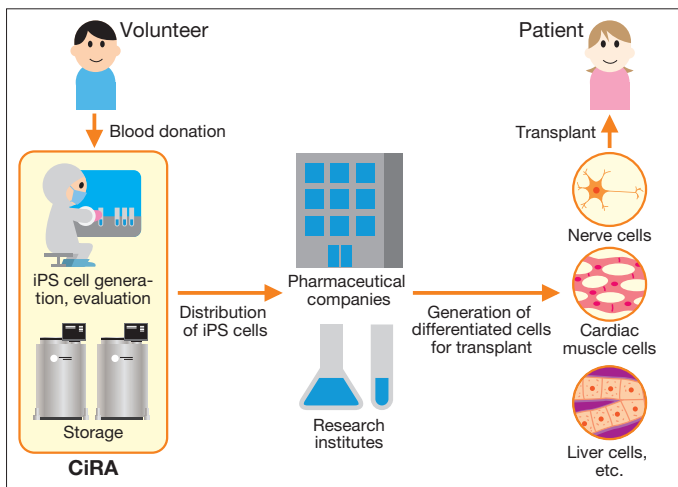 Volunteer
Blood donation
iPS cell genera-
tion, evaluation
Storage
CiRA
Distribution
of iPS cells
Pharmaceutical
companies
Research
institutes
Generation of
differentiated cells
for transplant
Patient
Transplant
Nerve cells
Cardiac
muscle cells
Liver cells,
etc.